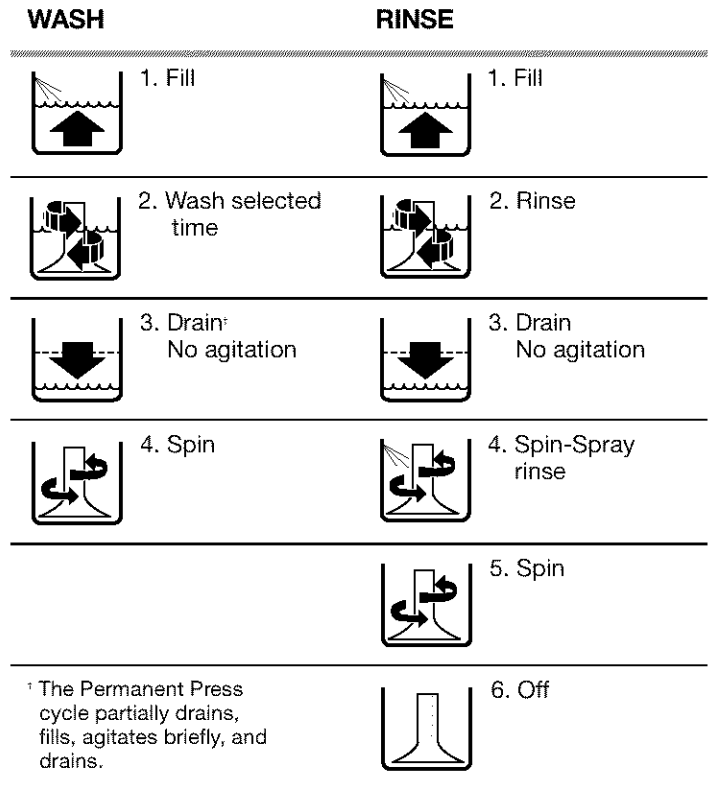 WASH
RINSE
1. Fill
1. Fill
2. Wash selected
time
2. Rinse
3. Drain†
No agitation
3. Drain
No agitation
4. Spin
4. Spin-Spray
rinse
5. Spin
† The Permanent Press
cycle partially drains,
fills, agitates briefly, and
drains.
6. Off